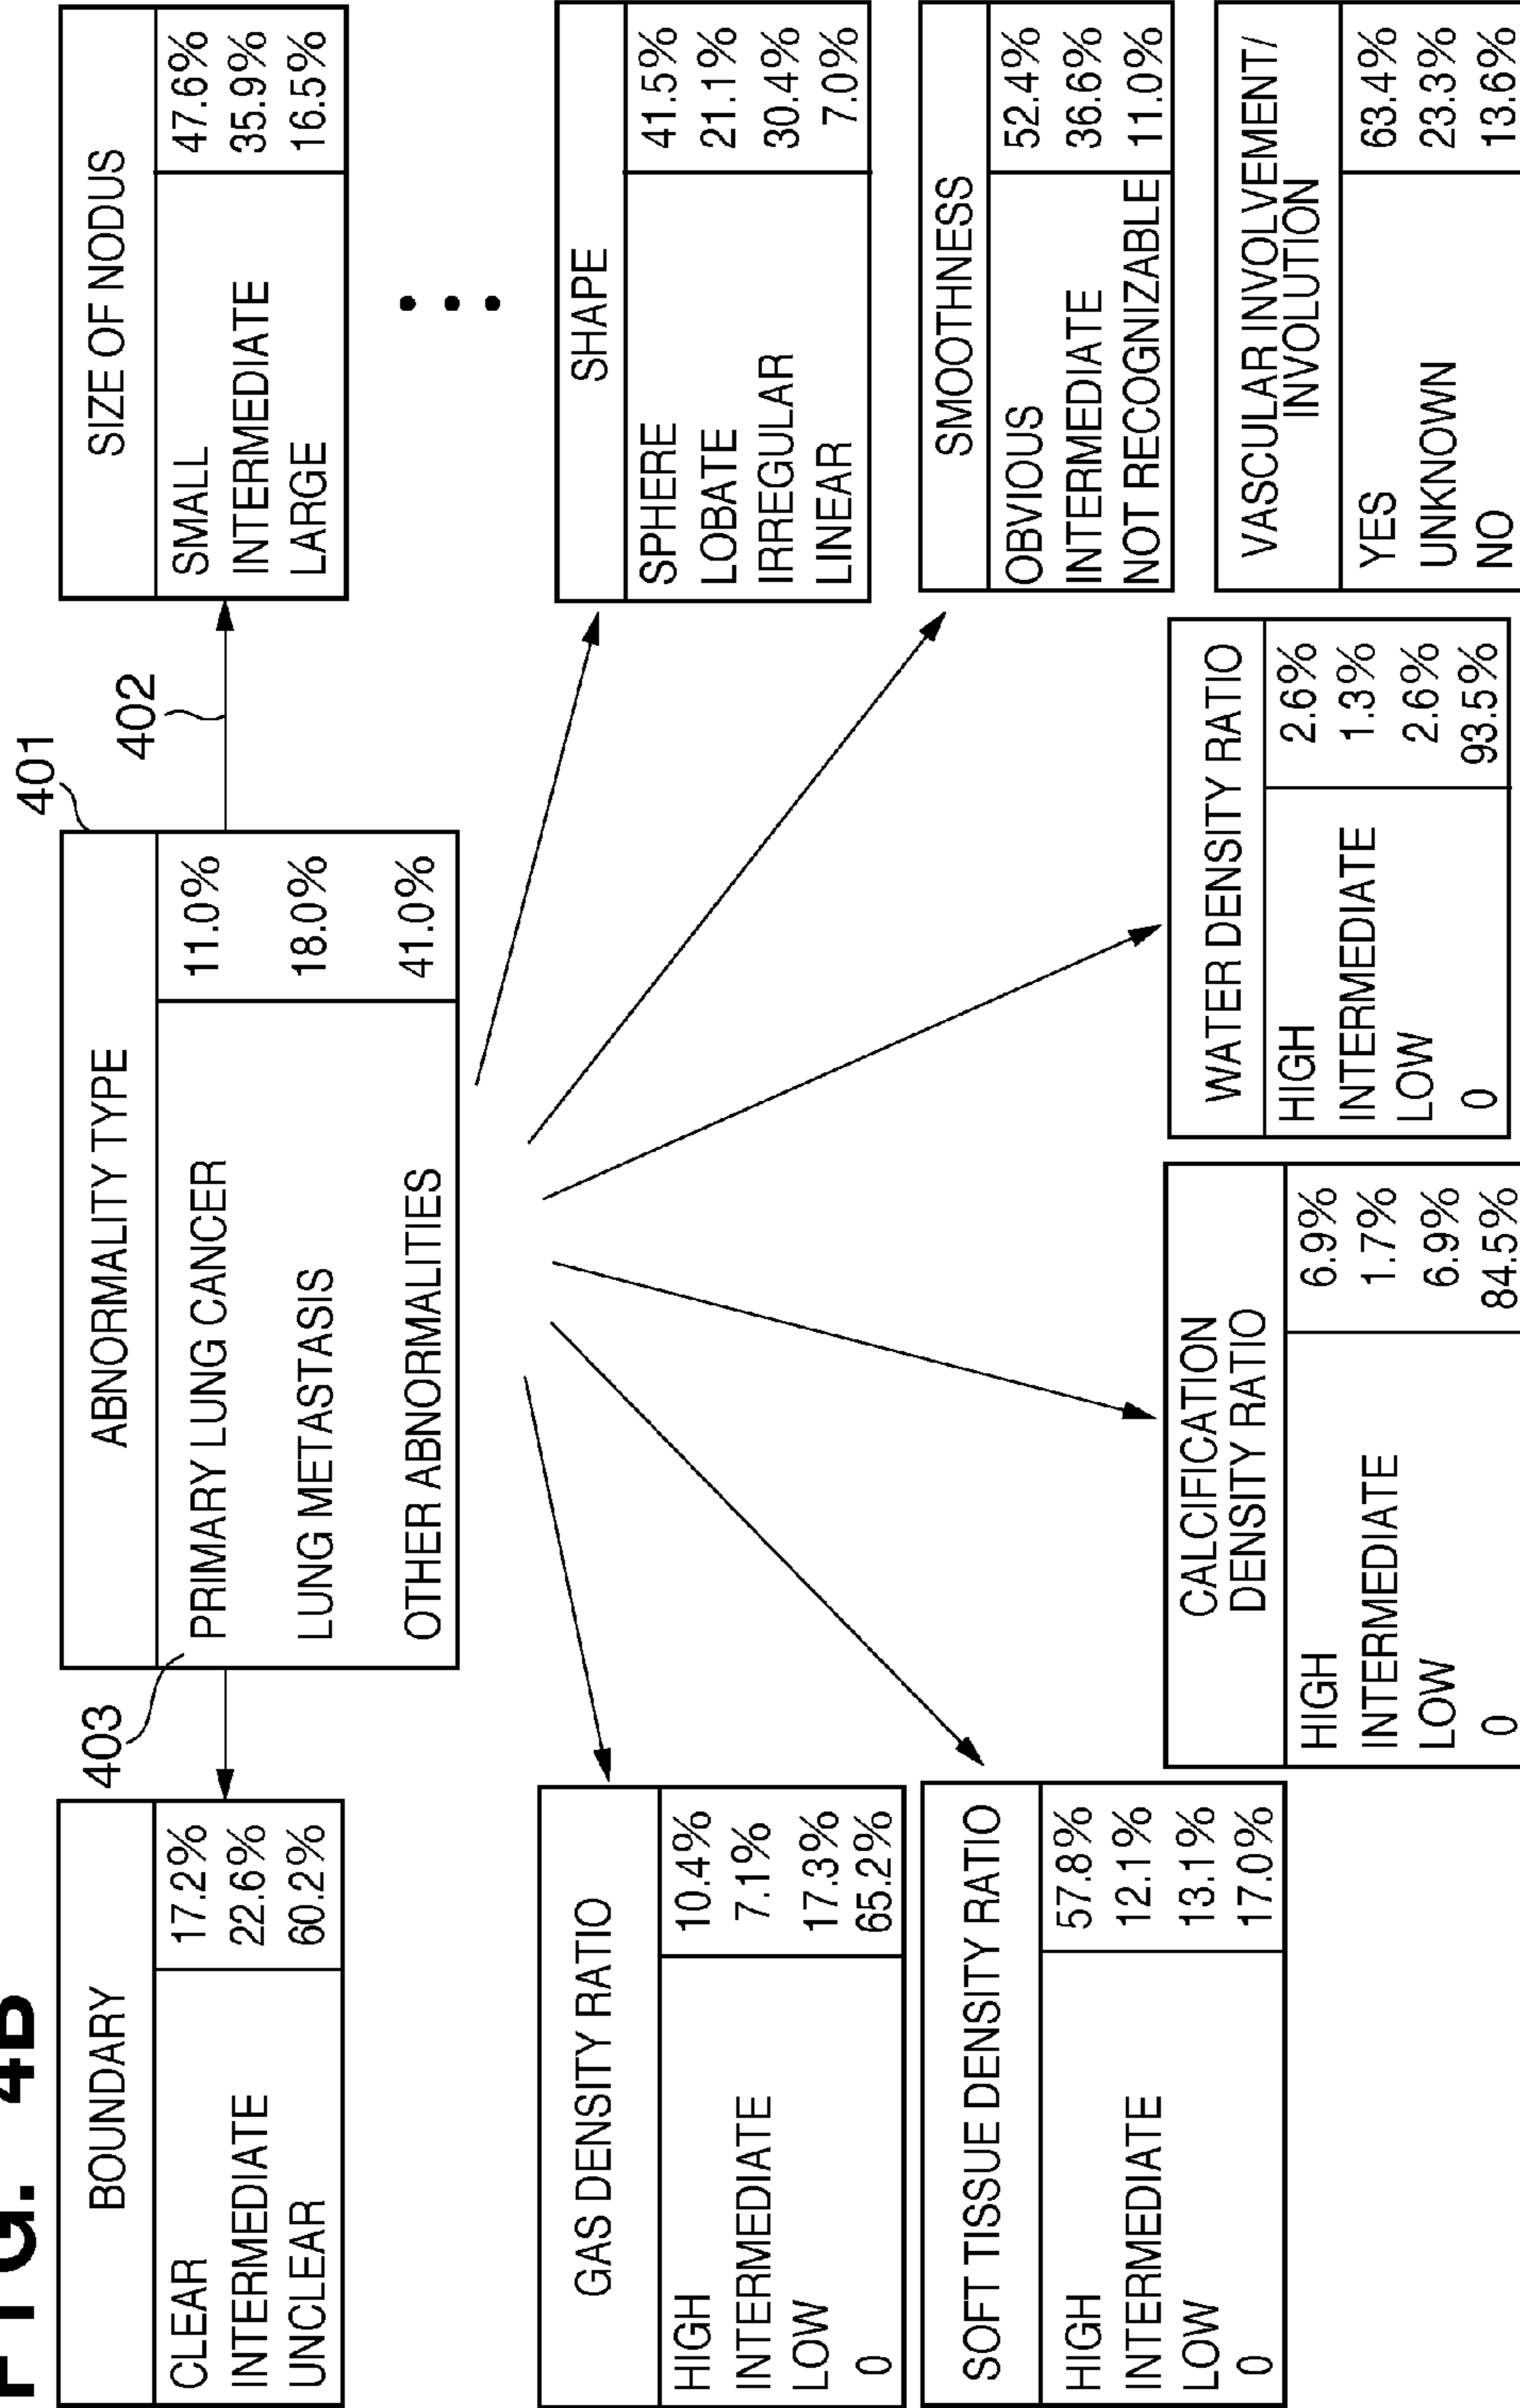 FIG. 4B
401
402
403
BOUNDARY
CLEAR 17.2%
INTERMEDIATE 22.6%
UNCLEAR 60.2%
ABNORMALITY TYPE
PRIMARY LUNG CANCER 11.0%
LUNG METASTASIS 18.0%
OTHER ABNORMALITIES 41.0%
SIZE OF NODUS
SMALL 47.6%
INTERMEDIATE 35.9%
LARGE 16.5%
GAS DENSITY RATIO
HIGH 10.4%
INTERMEDIATE 7.1%
LOW 17.3%
0 65.2%
SHAPE
SPHERE 41.5%
LOBATE 21.1%
IRREGULAR 30.4%
LINEAR 7.0%
SOFT TISSUE DENSITY RATIO
HIGH 57.8%
INTERMEDIATE 12.1%
LOW 13.1%
0 17.0%
SMOOTHNESS
OBVIOUS 52.4%
INTERMEDIATE 36.6%
NOT RECOGNIZABLE 11.0%
CALCIFICATION
DENSITY RATIO
HIGH 6.9%
INTERMEDIATE 1.7%
LOW 6.9%
0 84.5%
WATER DENSITY RATIO
HIGH 2.6%
INTERMEDIATE 1.3%
LOW 2.6%
0 93.5%
VASCULAR INVOLVEMENT/
INVOLUTION
YES 63.4%
UNKNOWN 23.3%
NO 13.6%